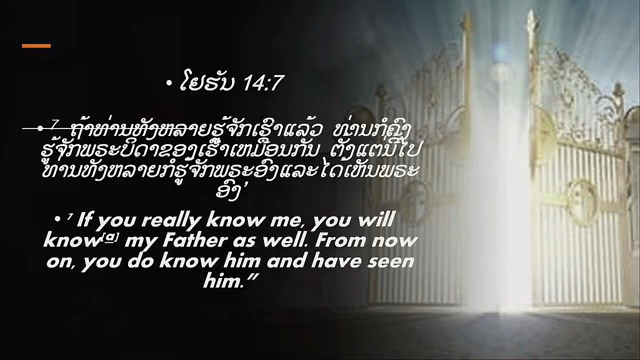 • ໂຢຮັນ 14:7
• 7 ຖ້າທ່ານທັງຫລາຍຮູ້ຈັກເຮົາແລ້ວ ທ່ານກໍຄົງ
ຮູ້ຈັກພຣະບິດາຂອງເຮົາເຫມືອນກັນ ຕັ້ງແຕ່ນີ້ໄປ
ທ່ານທັງຫລາຍກໍຮູ້ຈັກພຣະອົງແລະໄດ້ເຫັນພຣະ
ອົງ’
• 7 If you really know me, you will
know[a] my Father as well. From now
on, you do know him and have seen
him.”